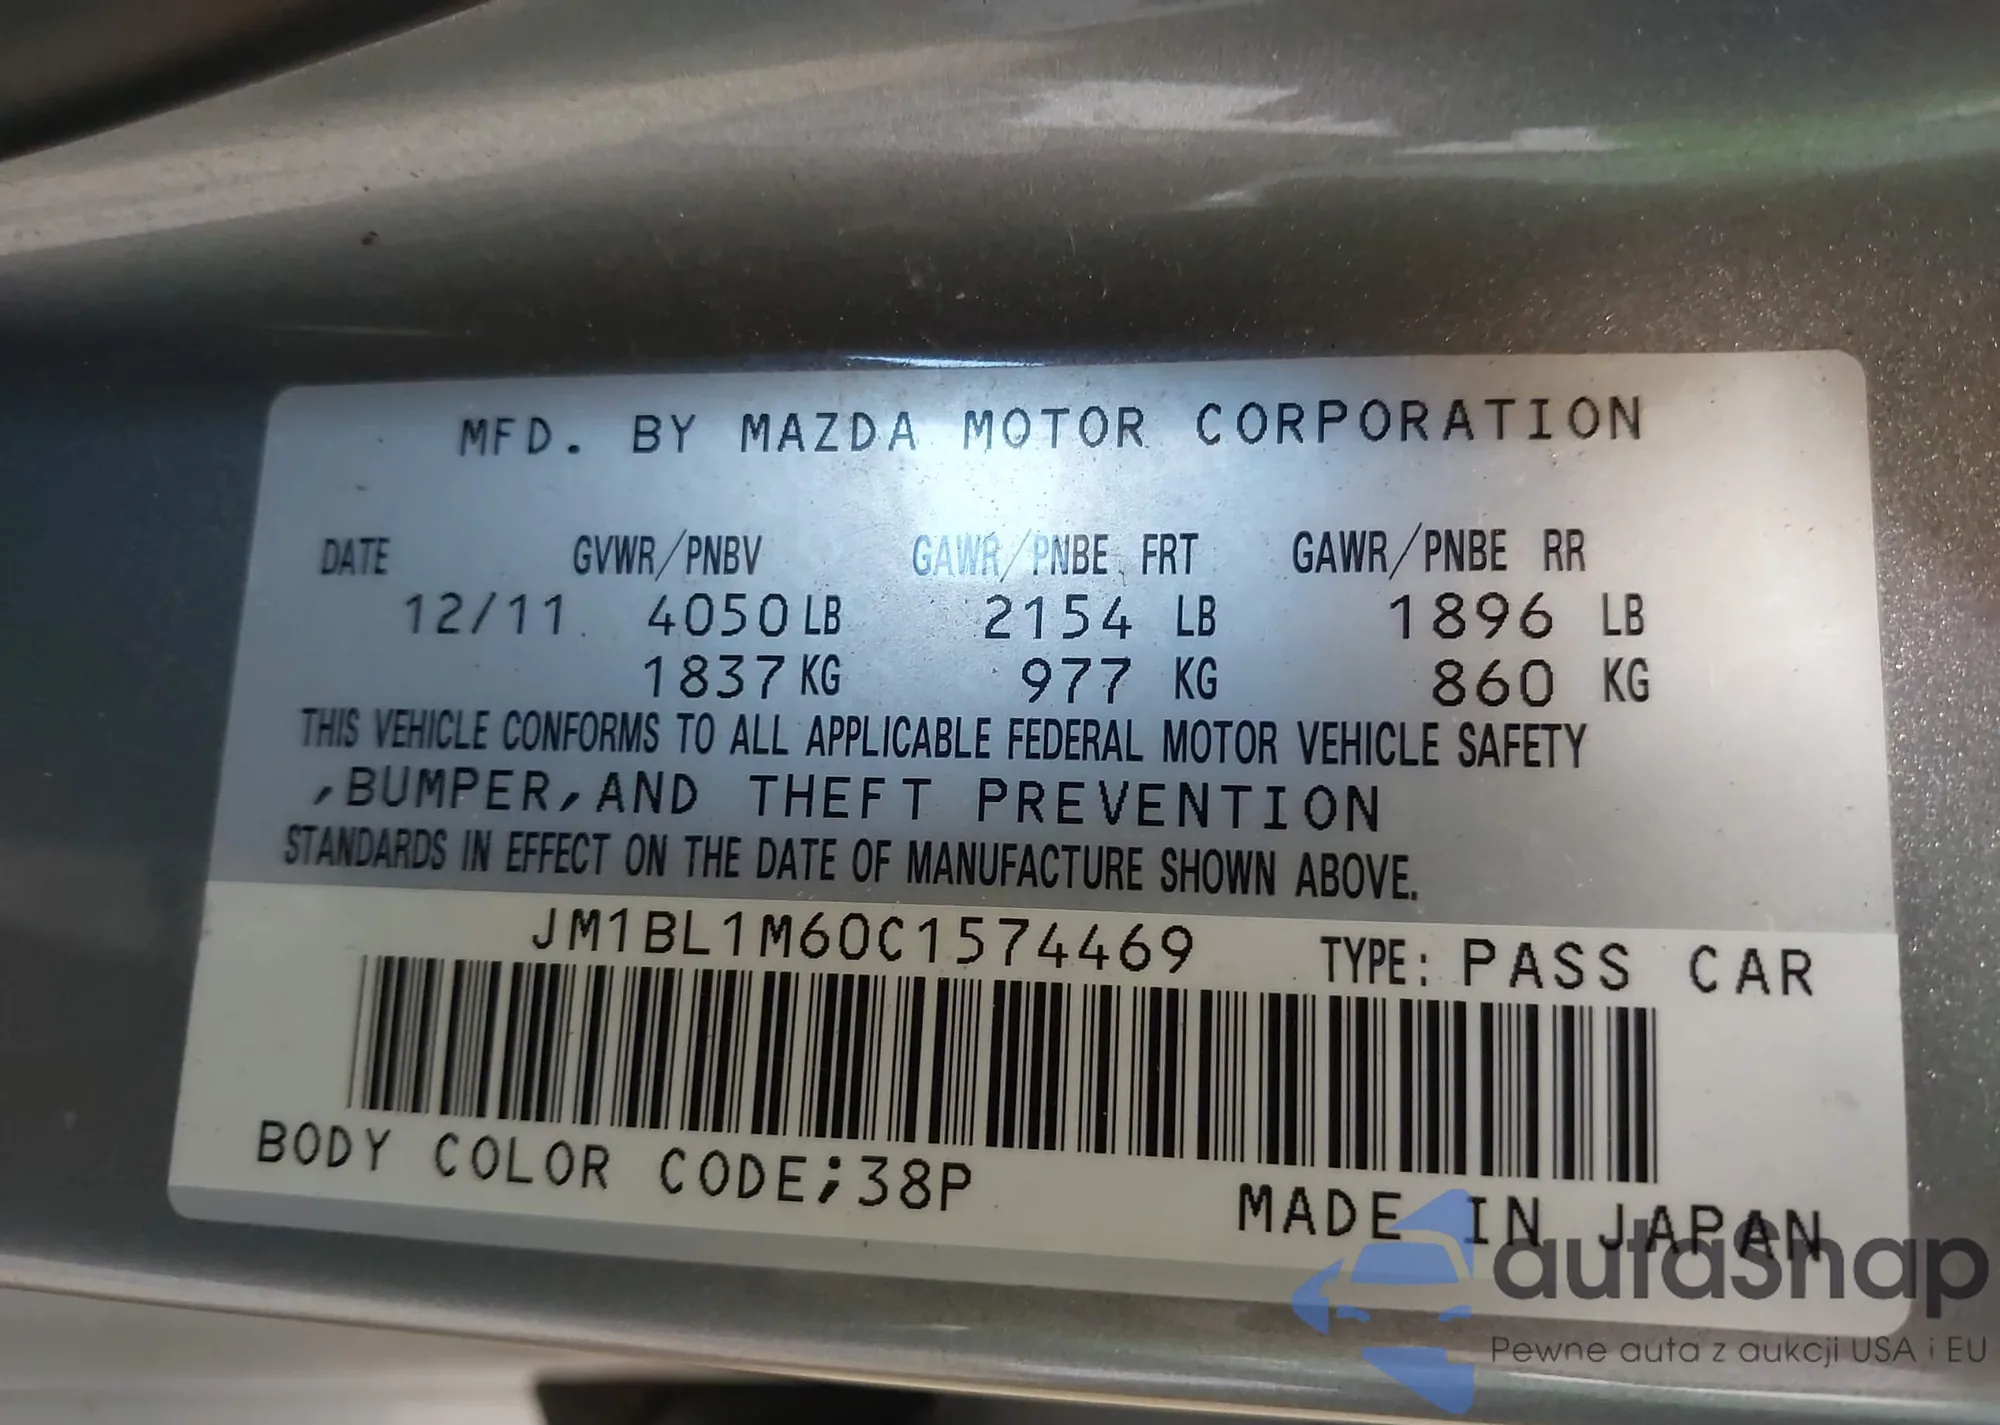 MFD. BY MAZDA MOTOR CORPORATION
DATE GVWR/PNBV GAWR/PNBE FRT GAWR/PNBE RR
12/11 4050 LB 2154 LB 1896 LB
1837 KG 977 KG 860 KG
THIS VEHICLE CONFORMS TO ALL APPLICABLE FEDERAL MOTOR VEHICLE SAFETY
,BUMPER,AND THEFT PREVENTION
STANDARDS IN EFFECT ON THE DATE OF MANUFACTURE SHOWN ABOVE.
JM1BL1M60C1574469 TYPE: PASS CAR
BODY COLOR CODE;38P
MADE IN JAPAN
autaSnap
Pewne auta z aukcji USA i EU